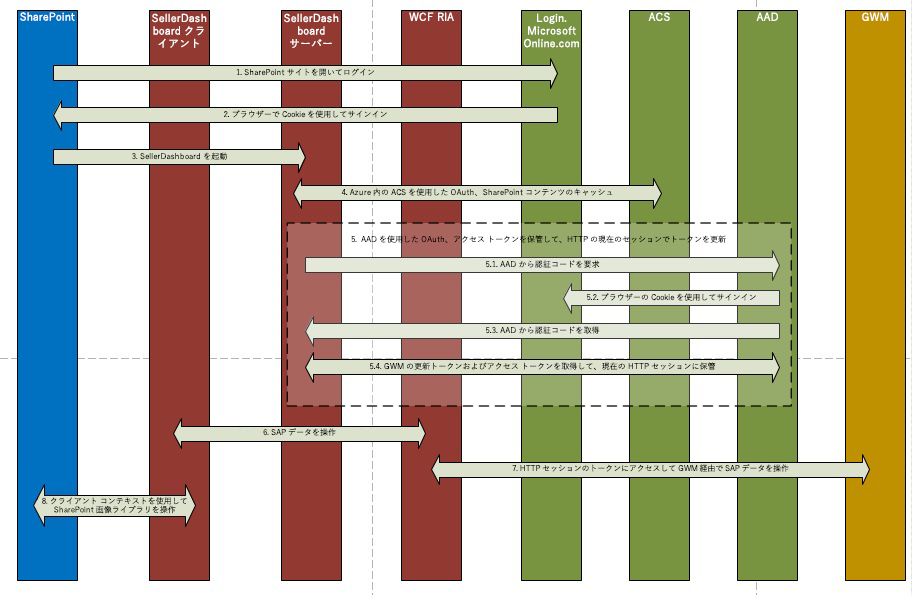 SharePoint
SellerDash
board クラ
イアント
SellerDash
board
サーバー
WCF RIA
Login.
Microsoft
Online.com
ACS
AAD
GWM
1. SharePoint サイトを開いてログイン
2. ブラウザーで Cookie を使用してサインイン
3. SellerDashboard を起動
4. Azure 内の ACS を使用した OAuth、SharePoint コンテンツのキャッシュ
5. AAD を使用した OAuth、アクセス トークンを保管して、HTTP の現在のセッションでトークンを更新
5.1. AAD から認証コードを要求
5.2. ブラウザーの Cookie を使用してサインイン
5.3. AAD から認証コードを取得
5.4. GWM の更新トークンおよびアクセス トークンを取得して、現在の HTTP セッションに保管
6. SAP データを操作
7. HTTP セッションのトークンにアクセスして GWM 経由で SAP データを操作
8. クライアント コンテキストを使用して
SharePoint 画像ライブラリを操作